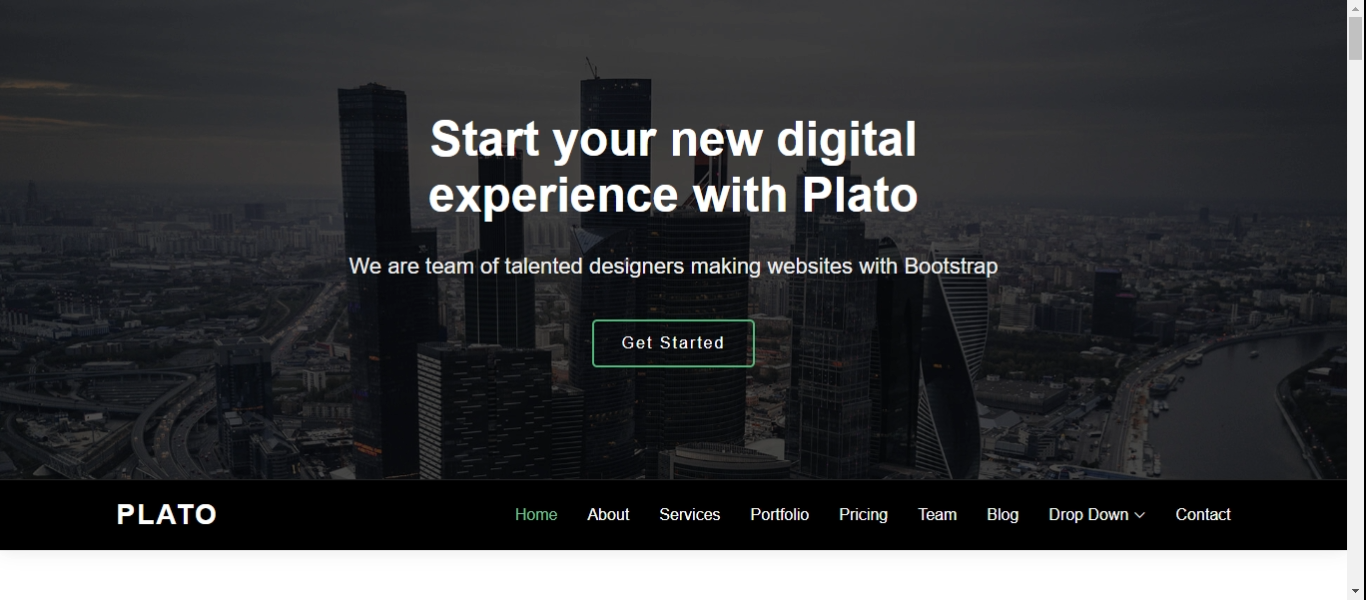 Start your new digital
experience with Plato
We are team of talented designers making websites with Bootstrap
Get Started
PLATO
Home About Services Portfolio Pricing Team Blog Drop Down Contact